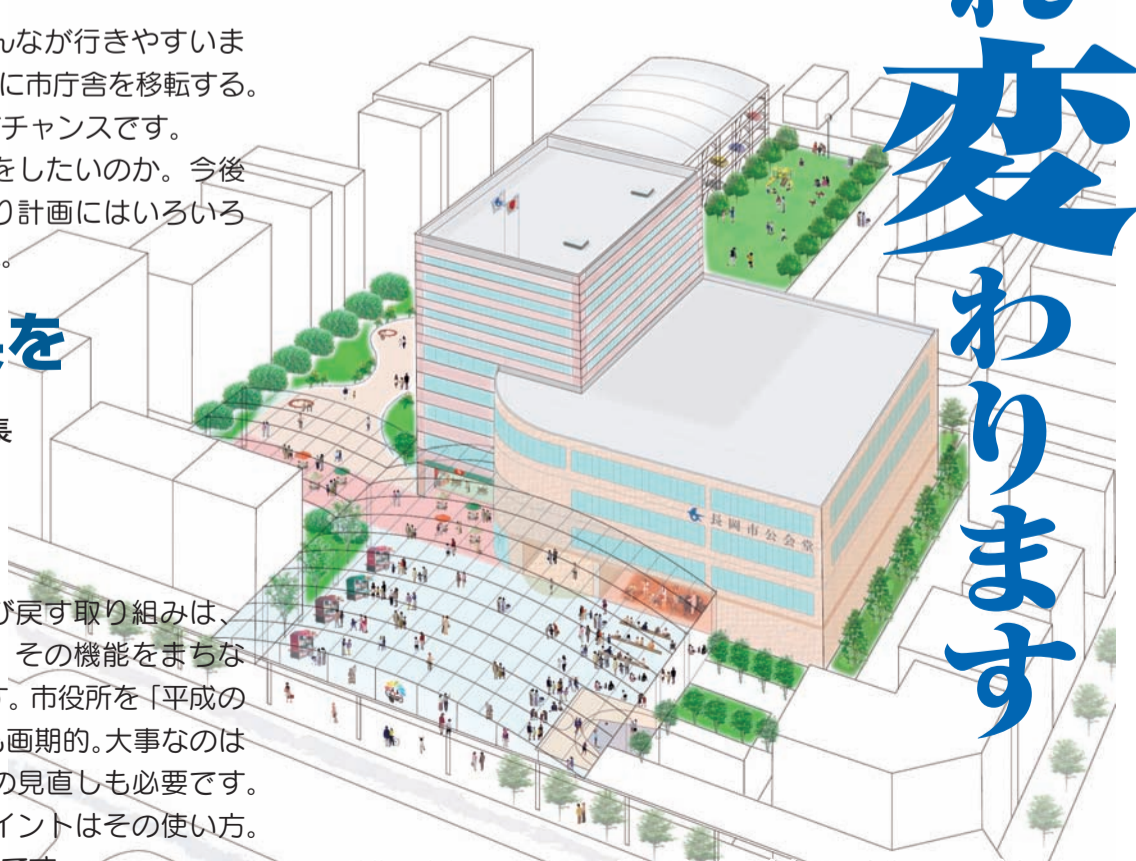 んなが行きやすいま
に市庁舎を移転する。
チャンスです。
をしたいのか。今後
り計画にはいろいろ
。
を
長
び戻す取り組みは、
その機能をまちな
す。市役所を「平成の
も画期的。大事なのは
の見直しも必要です。
イントはその使い方。
です。
れ変わります
長岡市公会堂